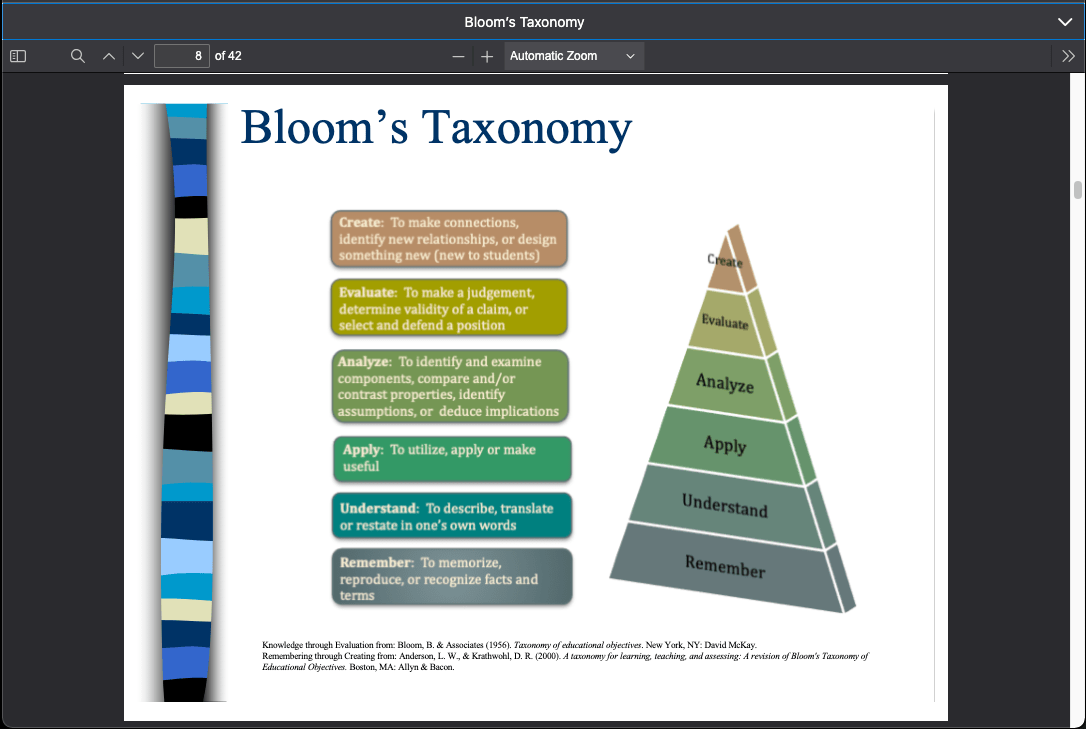 Bloom's Taxonomy
8 of 42
Automatic Zoom
Bloom's Taxonomy
Create: To make connections,
identify new relationships, or design
something new (new to students)
Evaluate: To make a judgement,
determine validity of a claim, or
select and defend a position
Analyze: To identify and examine
components, compare and/or
contrast properties, identify
assumptions, or deduce implications
Apply: To utilize, apply or make
useful
Understand: To describe, translate
or restate in one's own words
Remember: To memorize,
reproduce, or recognize facts and
terms
Create
Evaluate
Analyze
Apply
Understand
Remember
Knowledge through Evaluation from: Bloom, B. & Associates (1956). Taxonomy of educational objectives. New York, NY: David McKay.
Remembering through Creating from: Anderson, L. W., & Krathwohl, D. R. (2000). A taxonomy for learning, teaching, and assessing: A revision of Bloom's Taxonomy of
Educational Objectives. Boston, MA: Allyn & Bacon.